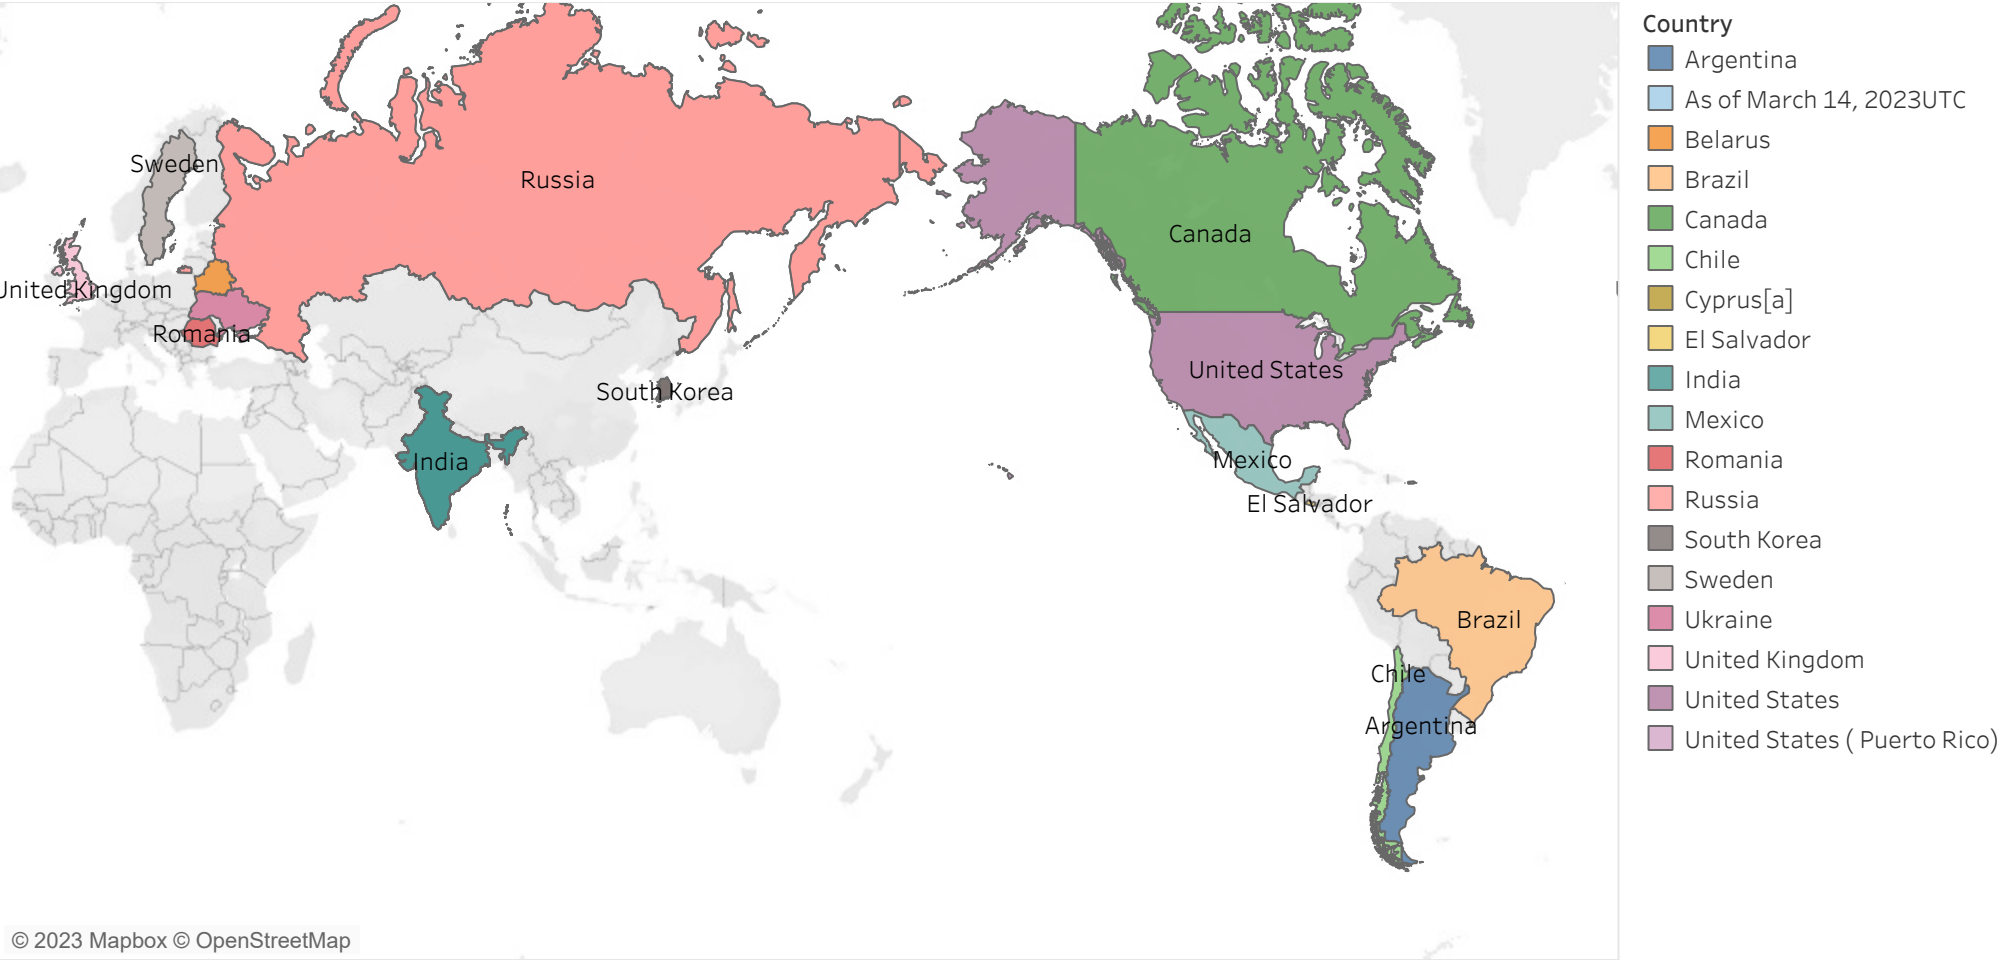 Sweden
Russia
Canada
United Kingdom
Romania
United States
South Korea
India
Mexico
El Salvador
Brazil
Chile
Argentina
© 2023 Mapbox © OpenStreetMap
Country
Argentina
As of March 14, 2023UTC
Belarus
Brazil
Canada
Chile
Cyprus[a]
El Salvador
India
Mexico
Romania
Russia
South Korea
Sweden
Ukraine
United Kingdom
United States
United States ( Puerto Rico)